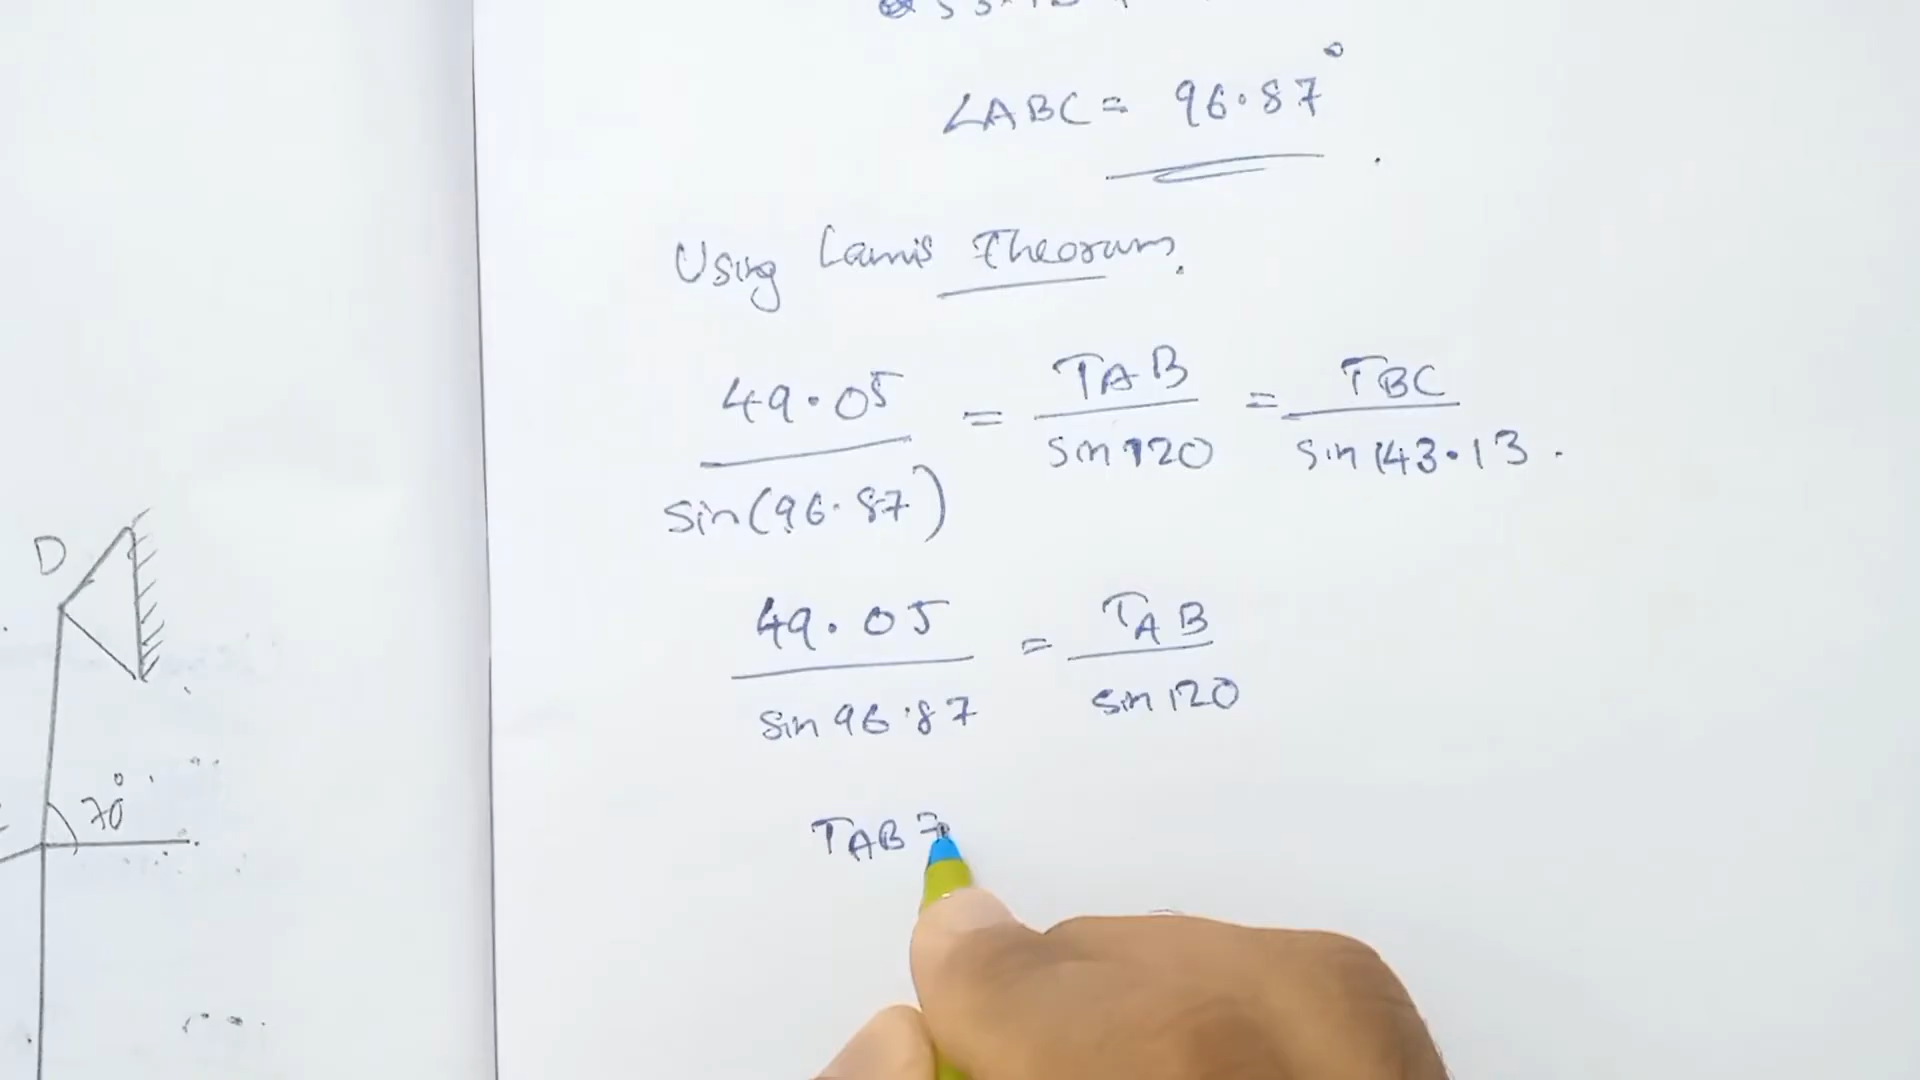 ∠ABC = 96.87°
Using Lamis Theorum.
49.05 / sin(96.87) = TAB / sin 120 = TBC / sin 143.13.
49.05 / sin 96.87 = TAB / sin 120
TAB =
D
70°